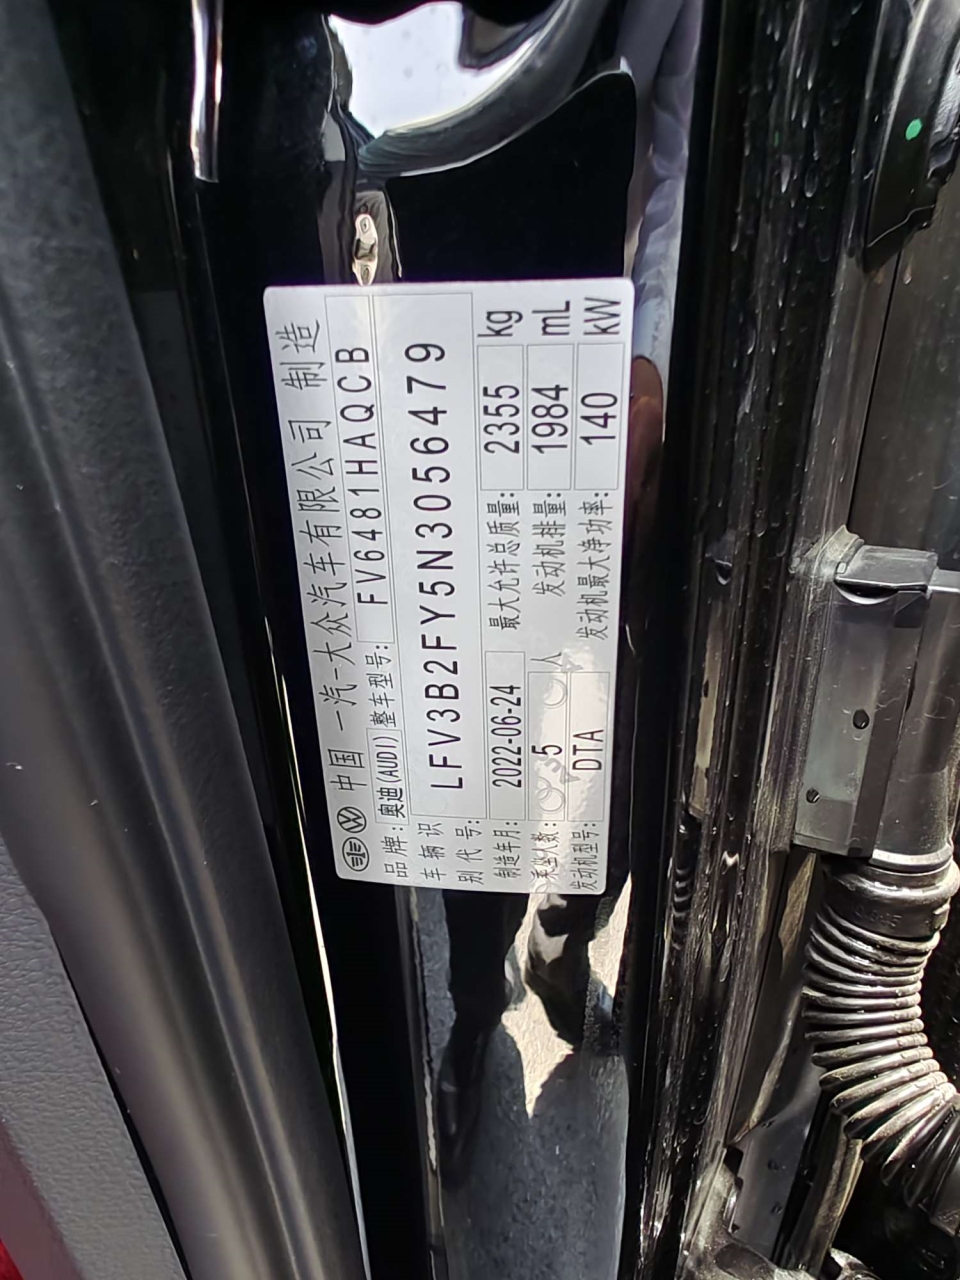 中国 一汽-大众汽车有限公司 制造
品牌: 奥迪(AUDI) 整车型号: FV6481HAQCB
车辆识别代号: LFV3B2FY5N3056479
制造年月: 2022-06-24 最大允许总质量: 2355 kg
乘坐人数: 5 人 发动机排量: 1984 mL
发动机型号: DTA 发动机最大净功率: 140 kW